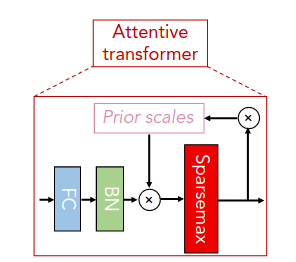 Attentive
transformer
Prior scales
×
FC
BN
×
Sparsemax